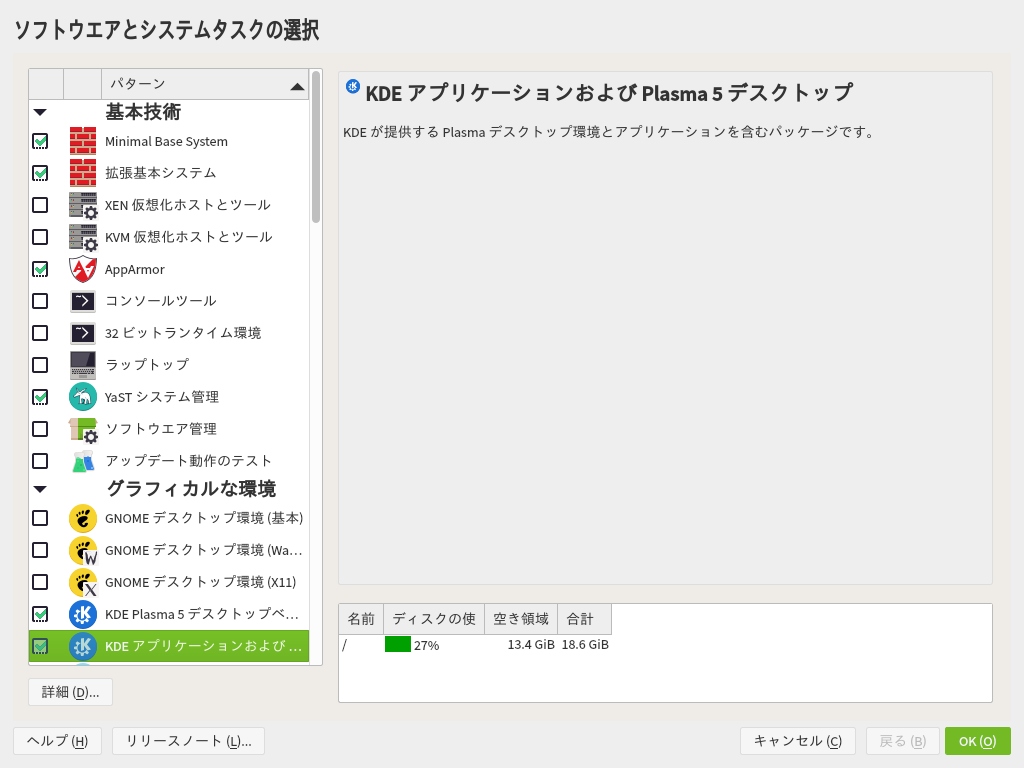 ソフトウエアとシステムタスクの選択
パターン
基本技術
Minimal Base System
拡張基本システム
XEN 仮想化ホストとツール
KVM 仮想化ホストとツール
AppArmor
コンソールツール
32 ビットランタイム環境
ラップトップ
YaST システム管理
ソフトウエア管理
アップデート動作のテスト
グラフィカルな環境
GNOME デスクトップ環境 (基本)
GNOME デスクトップ環境 (Wa...
GNOME デスクトップ環境 (X11)
KDE Plasma 5 デスクトップベ...
KDE アプリケーションおよび ...
詳細 (D)...
KDE アプリケーションおよび Plasma 5 デスクトップ
KDE が提供する Plasma デスクトップ環境とアプリケーションを含むパッケージです。
名前 ディスクの使 空き領域 合計
/ 27% 13.4 GiB 18.6 GiB
ヘルプ (H) リリースノート (L)... キャンセル (C) 戻る (B) OK (O)